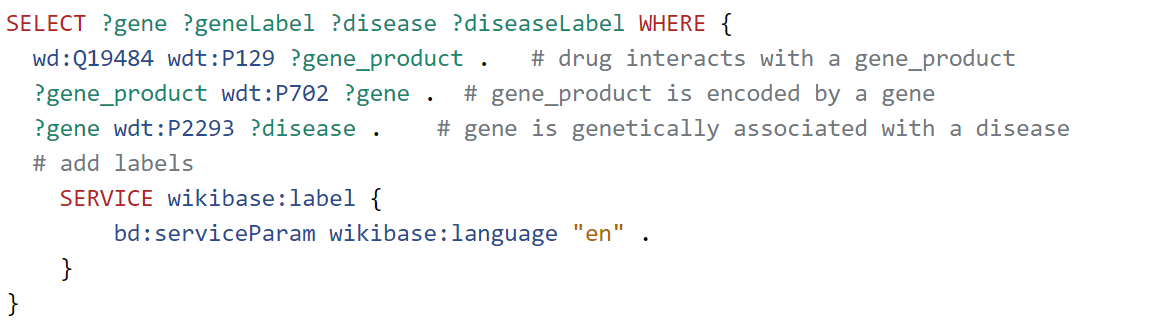 SELECT ?gene ?geneLabel ?disease ?diseaseLabel WHERE {
  wd:Q19484 wdt:P129 ?gene_product .   # drug interacts with a gene_product
  ?gene_product wdt:P702 ?gene .  # gene_product is encoded by a gene
  ?gene wdt:P2293 ?disease .    # gene is genetically associated with a disease
  # add labels
    SERVICE wikibase:label {
        bd:serviceParam wikibase:language "en" .
    }
}